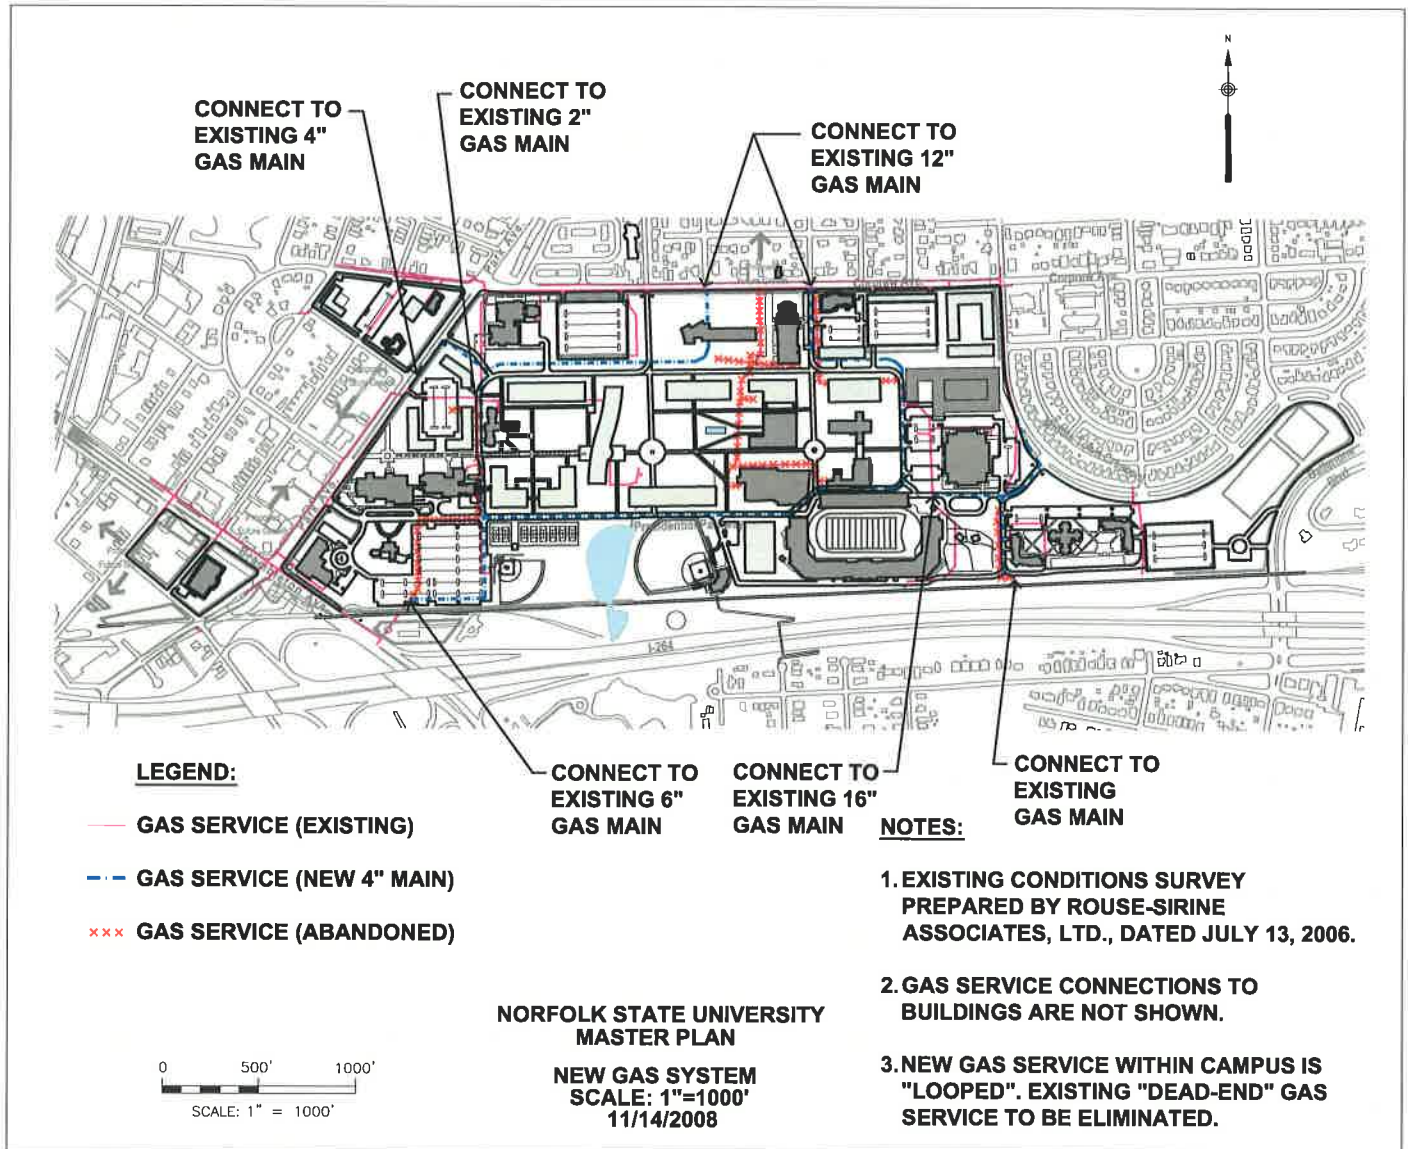 N
CONNECT TO
EXISTING 4"
GAS MAIN
CONNECT TO
EXISTING 2"
GAS MAIN
CONNECT TO
EXISTING 12"
GAS MAIN
Presidential
I-264
CONNECT TO
EXISTING 6"
GAS MAIN
CONNECT TO
EXISTING 16"
GAS MAIN
CONNECT TO
EXISTING
GAS MAIN
LEGEND:
GAS SERVICE (EXISTING)
GAS SERVICE (NEW 4" MAIN)
GAS SERVICE (ABANDONED)
NOTES:
1. EXISTING CONDITIONS SURVEY
PREPARED BY ROUSE-SIRINE
ASSOCIATES, LTD., DATED JULY 13, 2006.
2. GAS SERVICE CONNECTIONS TO
BUILDINGS ARE NOT SHOWN.
3. NEW GAS SERVICE WITHIN CAMPUS IS
"LOOPED". EXISTING "DEAD-END" GAS
SERVICE TO BE ELIMINATED.
NORFOLK STATE UNIVERSITY
MASTER PLAN
NEW GAS SYSTEM
SCALE: 1"=1000'
11/14/2008
0 500' 1000'
SCALE: 1" = 1000'